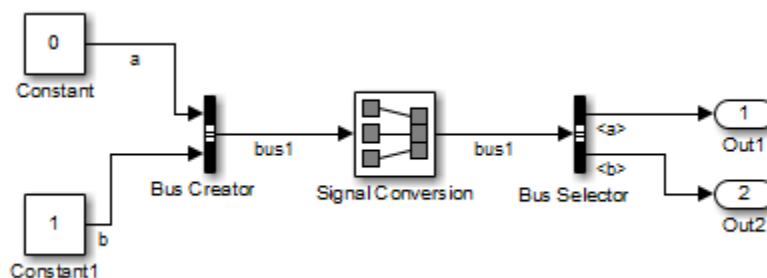 0
a
Constant
1
b
Constant1
Bus Creator
bus1
Signal Conversion
bus1
Bus Selector
<a>
<b>
1
Out1
2
Out2